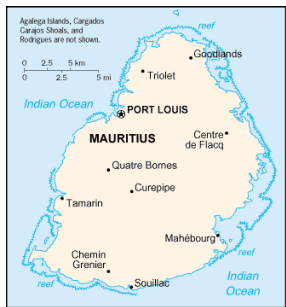 Agalega Islands, Cargados
Carajos Shoals, and
Rodrigues are not shown.
reef
Goodlands
0 2.5 5 km
0 2.5 5 mi
Triolet
Indian Ocean
PORT LOUIS
MAURITIUS
Centre
de Flacq
Quatre Bornes
Curepipe
Tamarin
Mahébourg
reef
Chemin
Grenier
Indian
Ocean
reef
Souillac